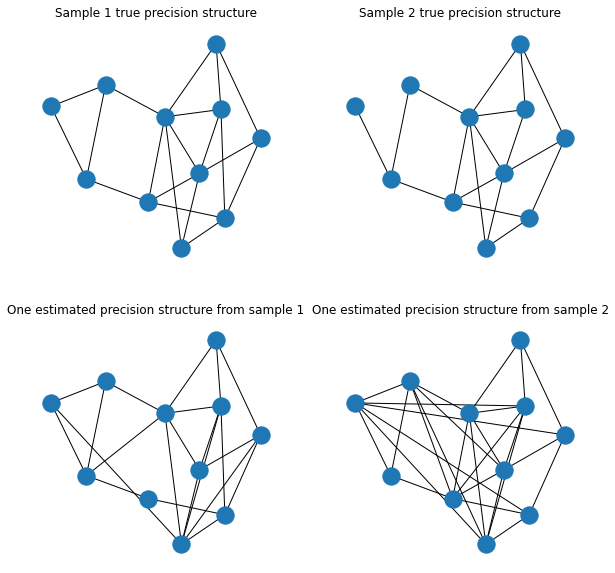 Sample 1 true precision structure
Sample 2 true precision structure
One estimated precision structure from sample 1
One estimated precision structure from sample 2